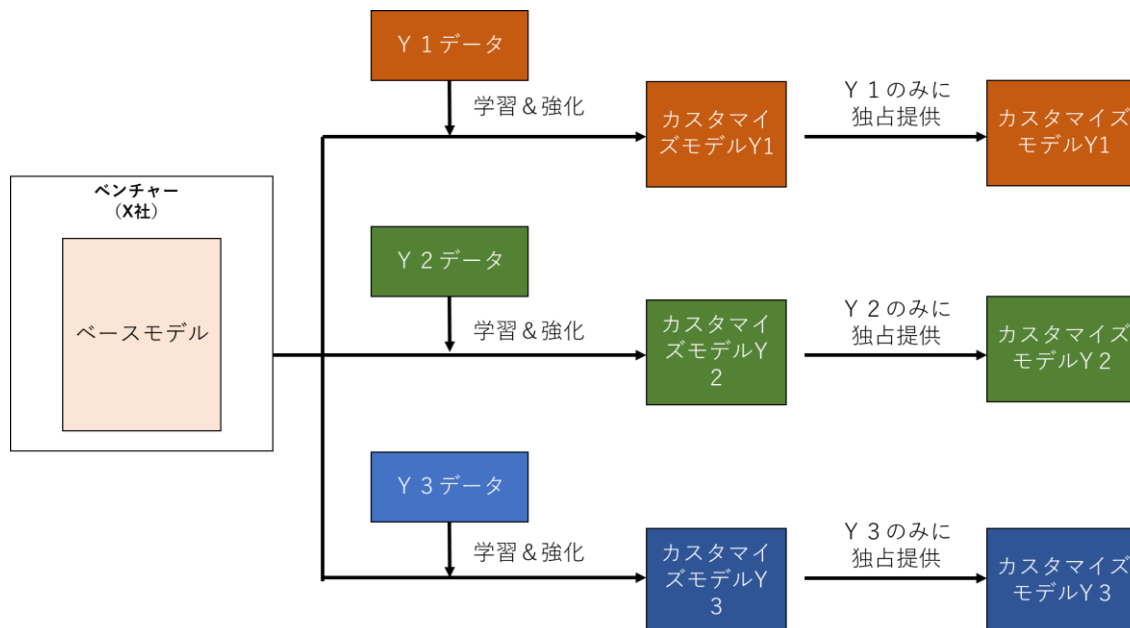 Ｙ１データ
学習＆強化
カスタマイ
ズモデルY1
Ｙ１のみに
独占提供
カスタマイズ
モデルY1
ベンチャー
（X社）
ベースモデル
Ｙ２データ
学習＆強化
カスタマイ
ズモデルＹ
２
Ｙ２のみに
独占提供
カスタマイズ
モデルＹ２
Ｙ３データ
学習＆強化
カスタマイ
ズモデルＹ
３
Ｙ３のみに
独占提供
カスタマイズ
モデルＹ３